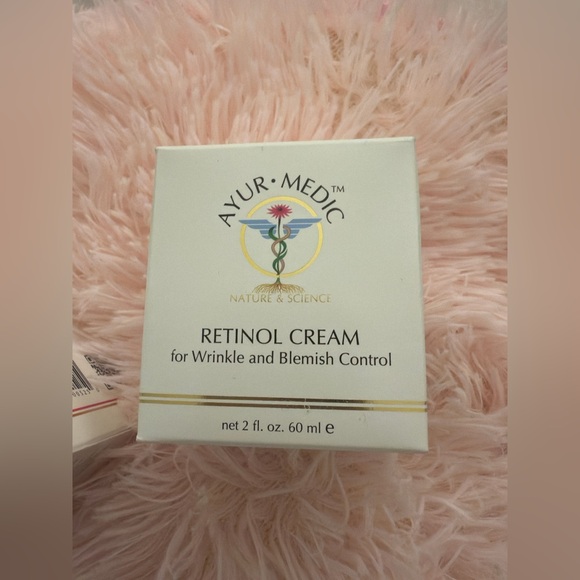 AYUR•MEDIC™
NATURE & SCIENCE
RETINOL CREAM
for Wrinkle and Blemish Control
net 2 fl. oz. 60 ml e